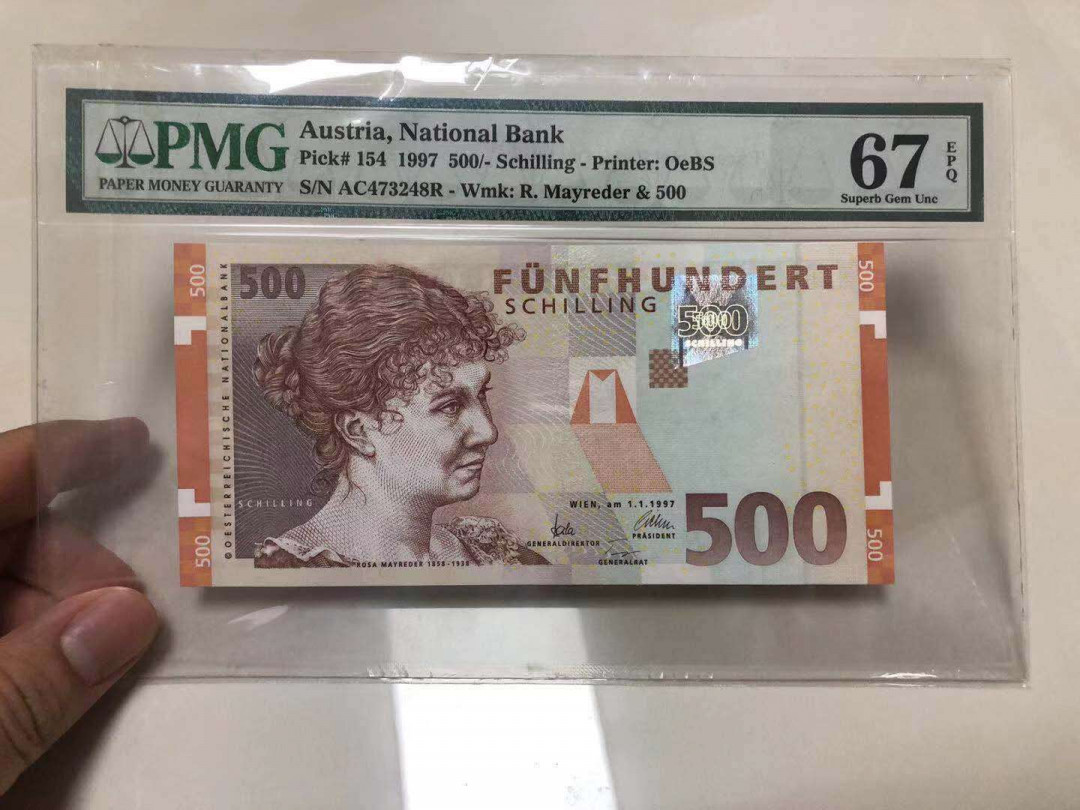 PMG
PAPER MONEY GUARANTY
Austria, National Bank
Pick# 154 1997 500/- Schilling - Printer: OeBS
S/N AC473248R - Wmk: R. Mayreder & 500
67
EPQ
Superb Gem Unc
500
500
FÜNFHUNDERT
SCHILLING
500
SCHILLING
500
©OESTERREICHISCHE NATIONALBANK
SCHILLING
WIEN, am 1.1.1997
GENERALDIREKTOR
PRÄSIDENT
GENERALRAT
500
500
500
ROSA MAYREDER 1858-1938